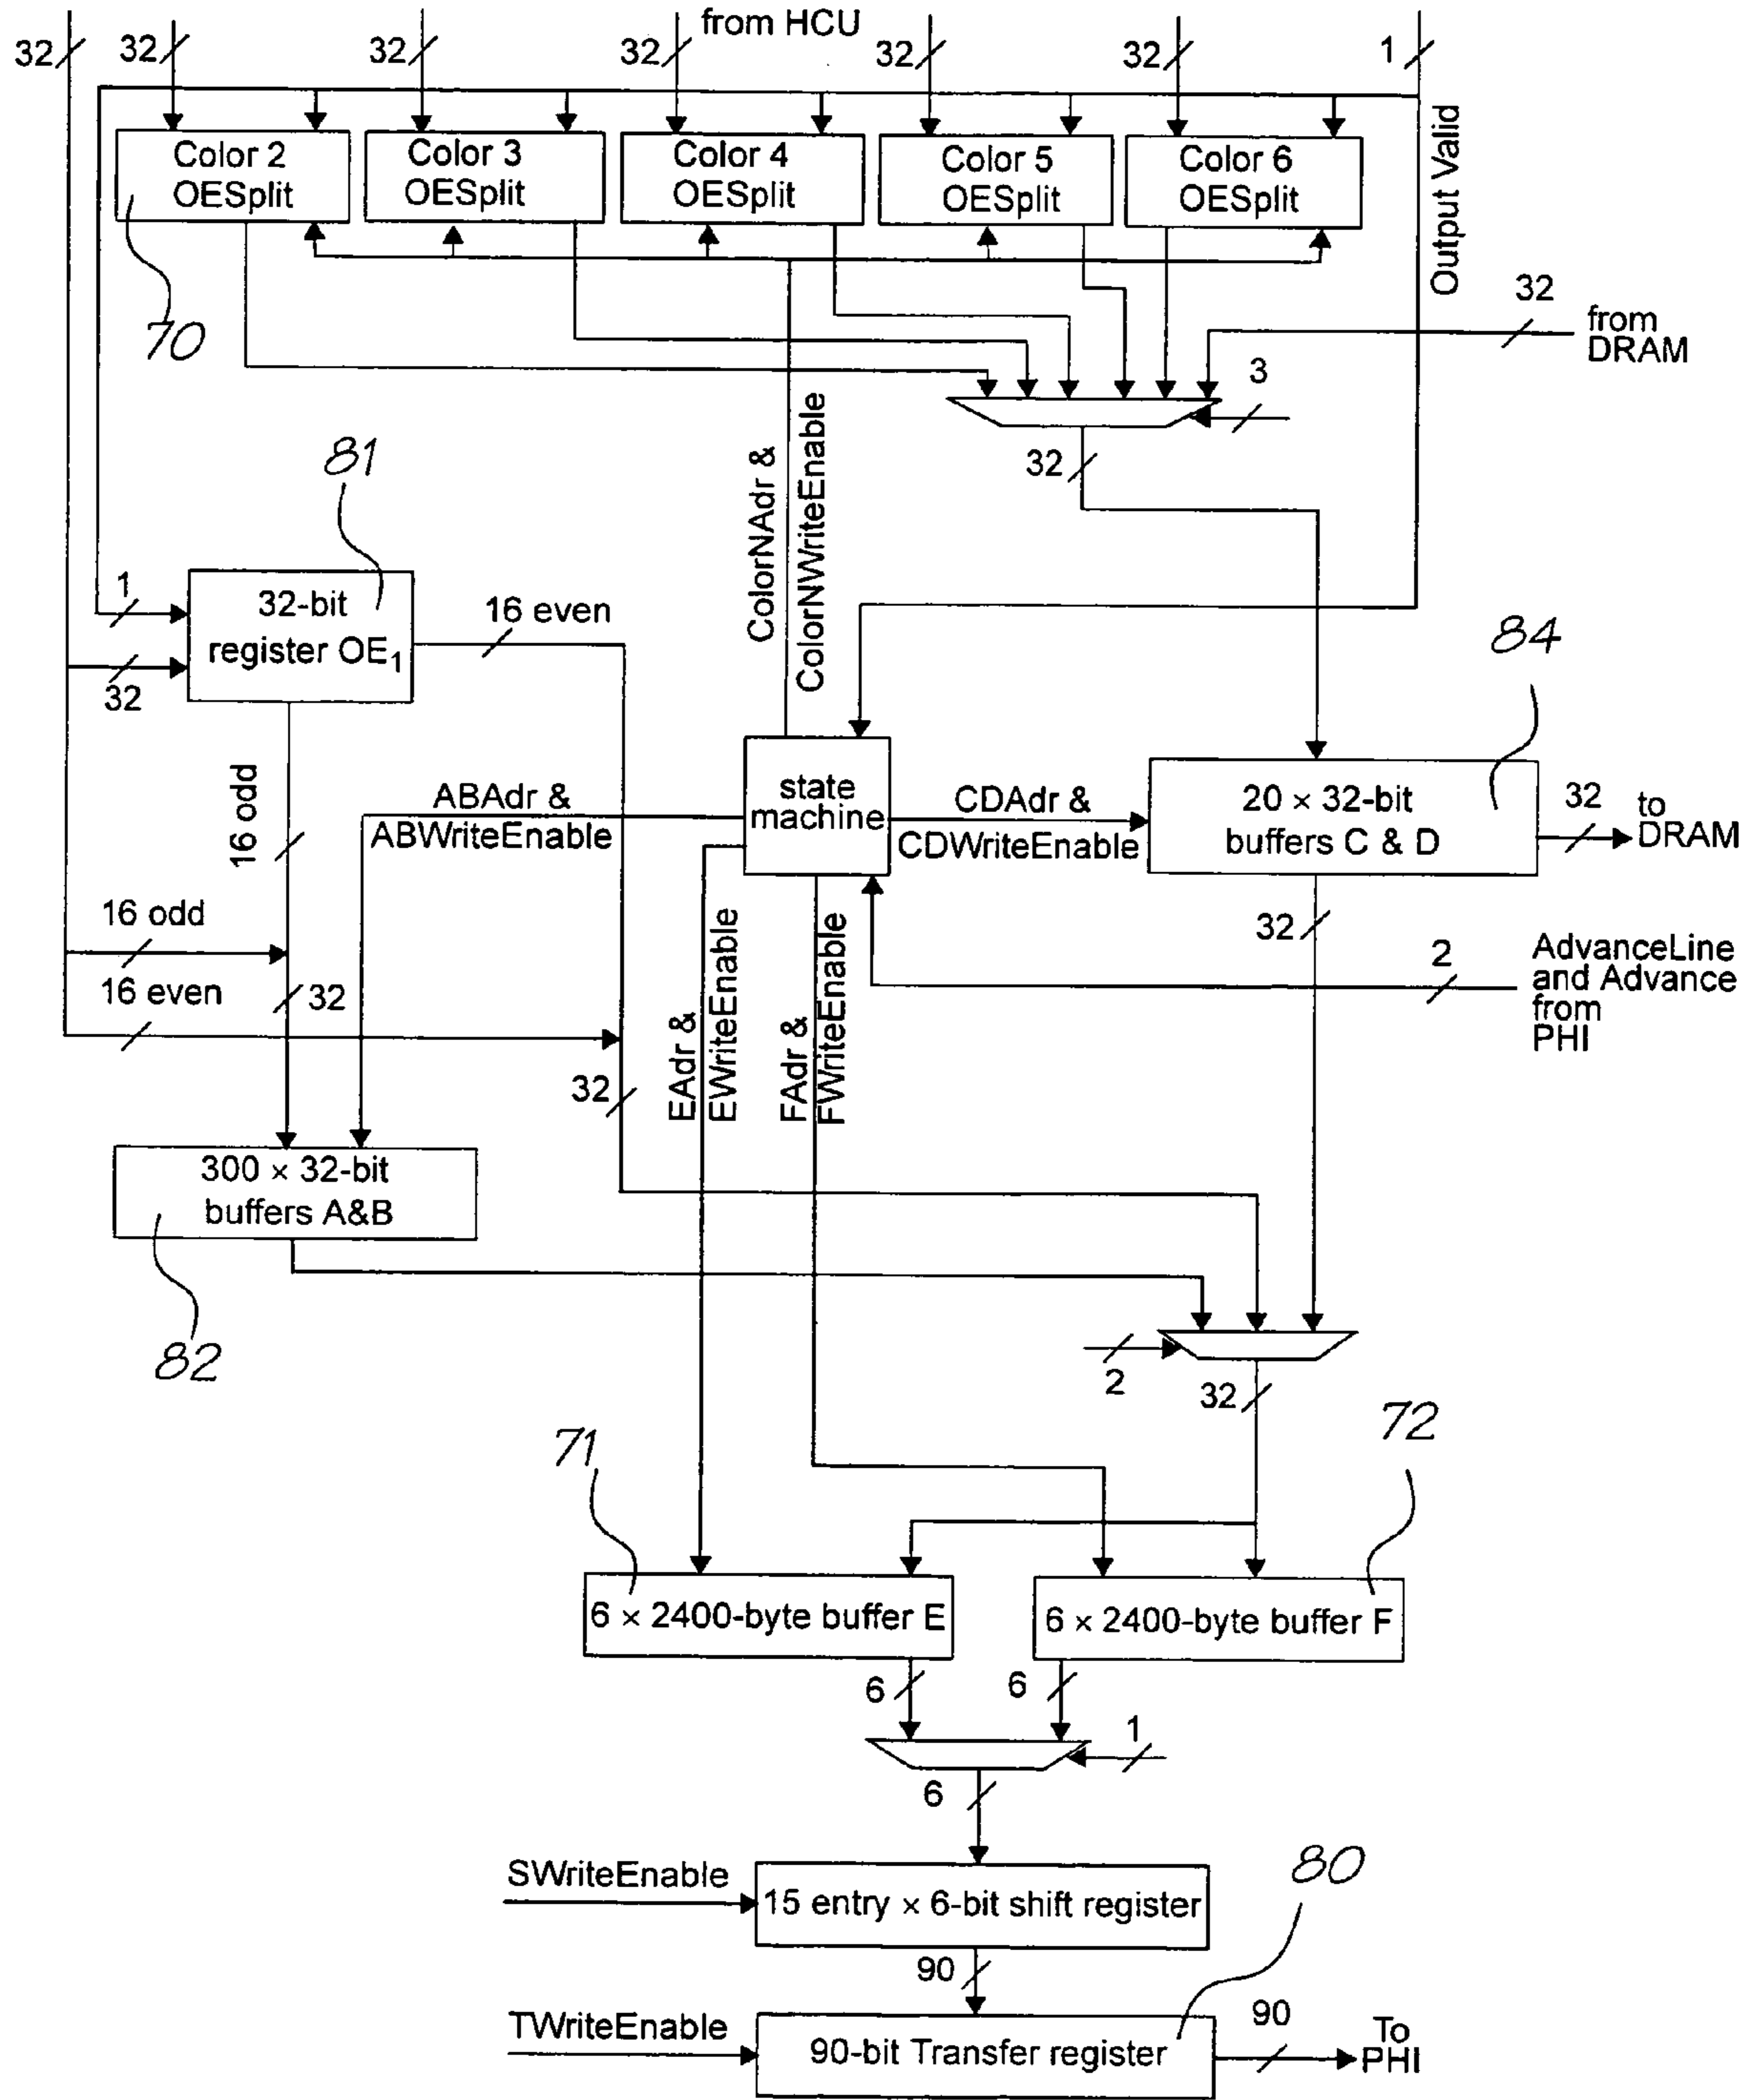 from HCU
32
32
32
32
32
32
1
Color 2
OESplit
Color 3
OESplit
Color 4
OESplit
Color 5
OESplit
Color 6
OESplit
Output Valid
70
32
from
DRAM
3
32
81
ColorNAdr &
ColorNWriteEnable
1
32-bit
register OE₁
16 even
32
84
16 odd
state
machine
ABAdr &
ABWriteEnable
CDAdr &
CDWriteEnable
20 × 32-bit
buffers C & D
32
to
DRAM
16 odd
16 even
32
32
EAdr &
EWriteEnable
FAdr &
FWriteEnable
32
2
AdvanceLine
and Advance
from
PHI
300 × 32-bit
buffers A&B
82
2
32
71
72
6 × 2400-byte buffer E
6 × 2400-byte buffer F
6
6
1
6
SWriteEnable
15 entry × 6-bit shift register
80
90
TWriteEnable
90-bit Transfer register
90
To
PHI